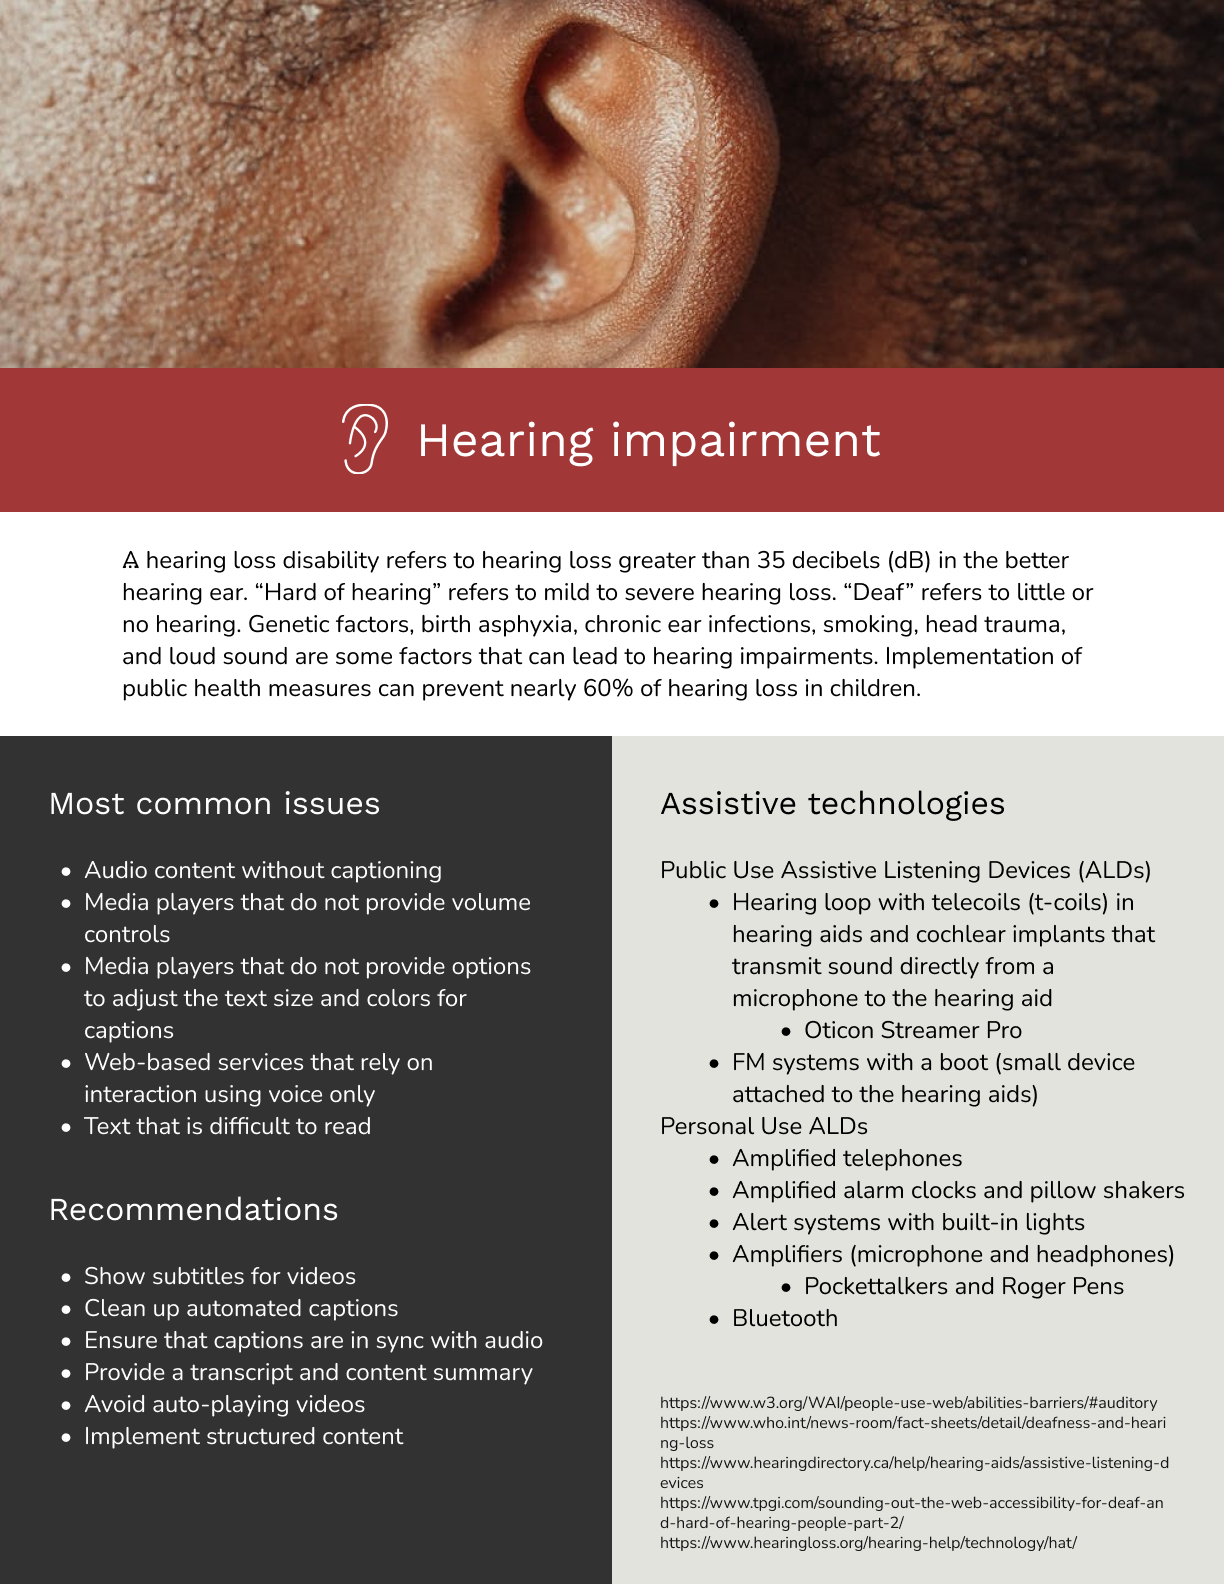 Hearing impairment
A hearing loss disability refers to hearing loss greater than 35 decibels (dB) in the better
hearing ear. “Hard of hearing” refers to mild to severe hearing loss. “Deaf” refers to little or
no hearing. Genetic factors, birth asphyxia, chronic ear infections, smoking, head trauma,
and loud sound are some factors that can lead to hearing impairments. Implementation of
public health measures can prevent nearly 60% of hearing loss in children.
Most common issues
• Audio content without captioning
• Media players that do not provide volume
controls
• Media players that do not provide options
to adjust the text size and colors for
captions
• Web-based services that rely on
interaction using voice only
• Text that is difficult to read
Recommendations
• Show subtitles for videos
• Clean up automated captions
• Ensure that captions are in sync with audio
• Provide a transcript and content summary
• Avoid auto-playing videos
• Implement structured content
Assistive technologies
Public Use Assistive Listening Devices (ALDs)
• Hearing loop with telecoils (t-coils) in
hearing aids and cochlear implants that
transmit sound directly from a
microphone to the hearing aid
• Oticon Streamer Pro
• FM systems with a boot (small device
attached to the hearing aids)
Personal Use ALDs
• Amplified telephones
• Amplified alarm clocks and pillow shakers
• Alert systems with built-in lights
• Amplifiers (microphone and headphones)
• Pockettalkers and Roger Pens
• Bluetooth
https://www.w3.org/WAI/people-use-web/abilities-barriers/#auditory
https://www.who.int/news-room/fact-sheets/detail/deafness-and-heari
ng-loss
https://www.hearingdirectory.ca/help/hearing-aids/assistive-listening-d
evices
https://www.tpgi.com/sounding-out-the-web-accessibility-for-deaf-an
d-hard-of-hearing-people-part-2/
https://www.hearingloss.org/hearing-help/technology/hat/